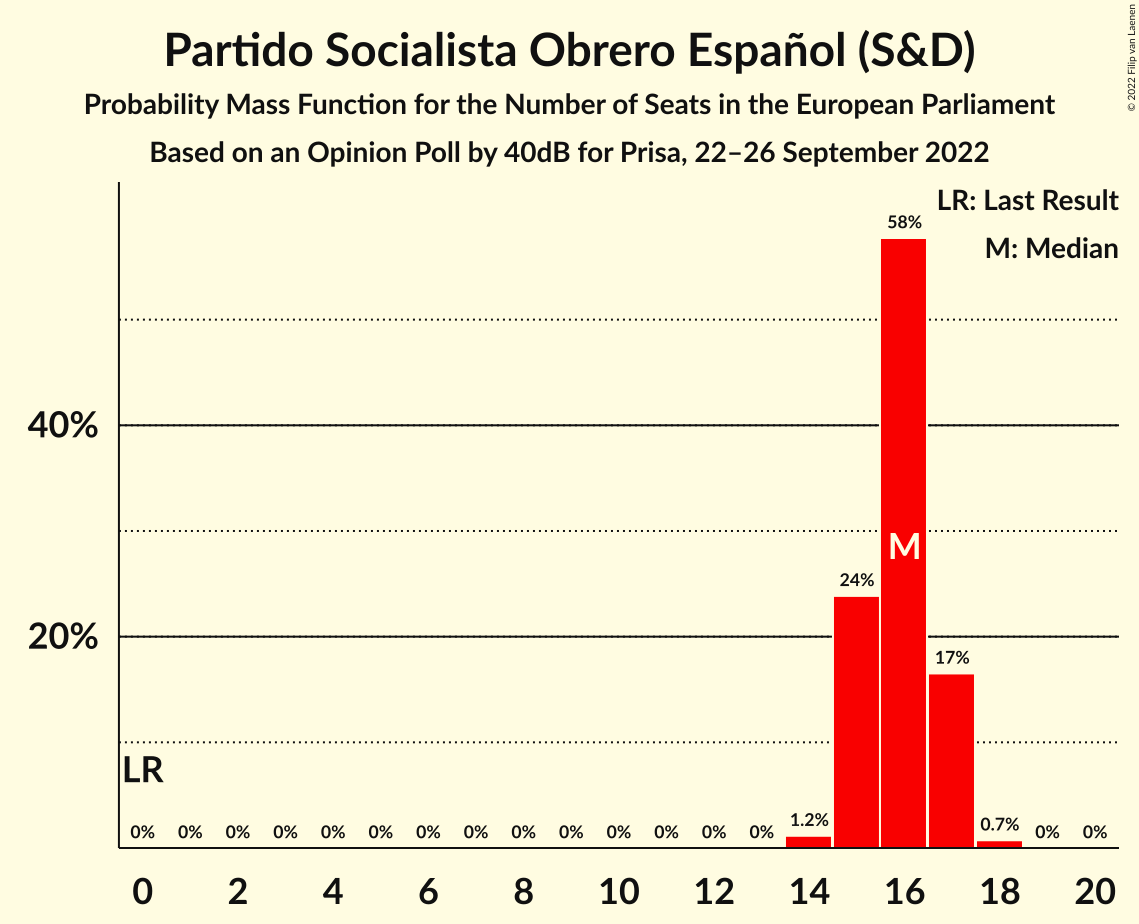 Partido Socialista Obrero Español (S&D)
Probability Mass Function for the Number of Seats in the European Parliament
Based on an Opinion Poll by 40dB for Prisa, 22–26 September 2022
© 2022 Filip van Laenen
LR: Last Result
M: Median
58%
40%
M
24%
20%
17%
LR
0% 0% 0% 0% 0% 0% 0% 0% 0% 0% 0% 0% 0% 0% 1.2% 0.7% 0% 0%
0 2 4 6 8 10 12 14 16 18 20